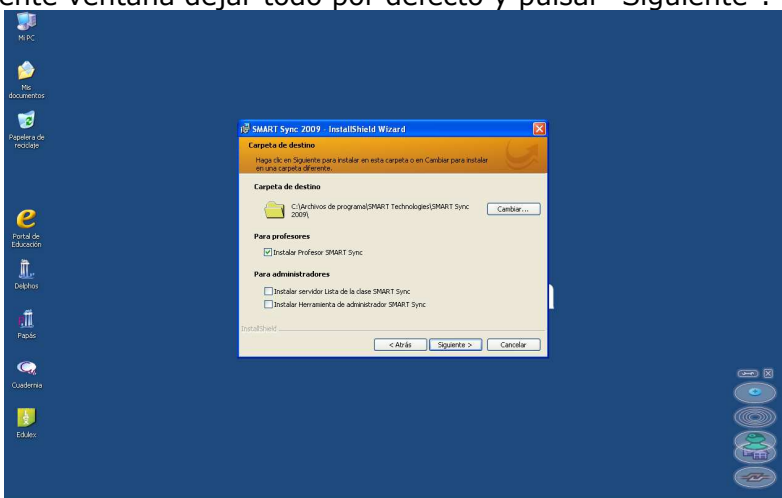 ente ventana dejar todo por defecto y pulsar "Siguiente".
Mi PC
Mis
documentos
Papelera de
reciclaje
Portal de
Educación
Delphos
Papás
Cuadernia
Edulex
SMART Sync 2009 - InstallShield Wizard
Carpeta de destino
Haga clic en Siguiente para instalar en esta carpeta o en Cambiar para instalar
en una carpeta diferente.
Carpeta de destino
C:\Archivos de programa\SMART Technologies\SMART Sync
2009\
Cambiar...
Para profesores
Instalar Profesor SMART Sync
Para administradores
Instalar servidor Lista de la clase SMART Sync
Instalar Herramienta de administrador SMART Sync
InstallShield
< Atrás
Siguiente >
Cancelar